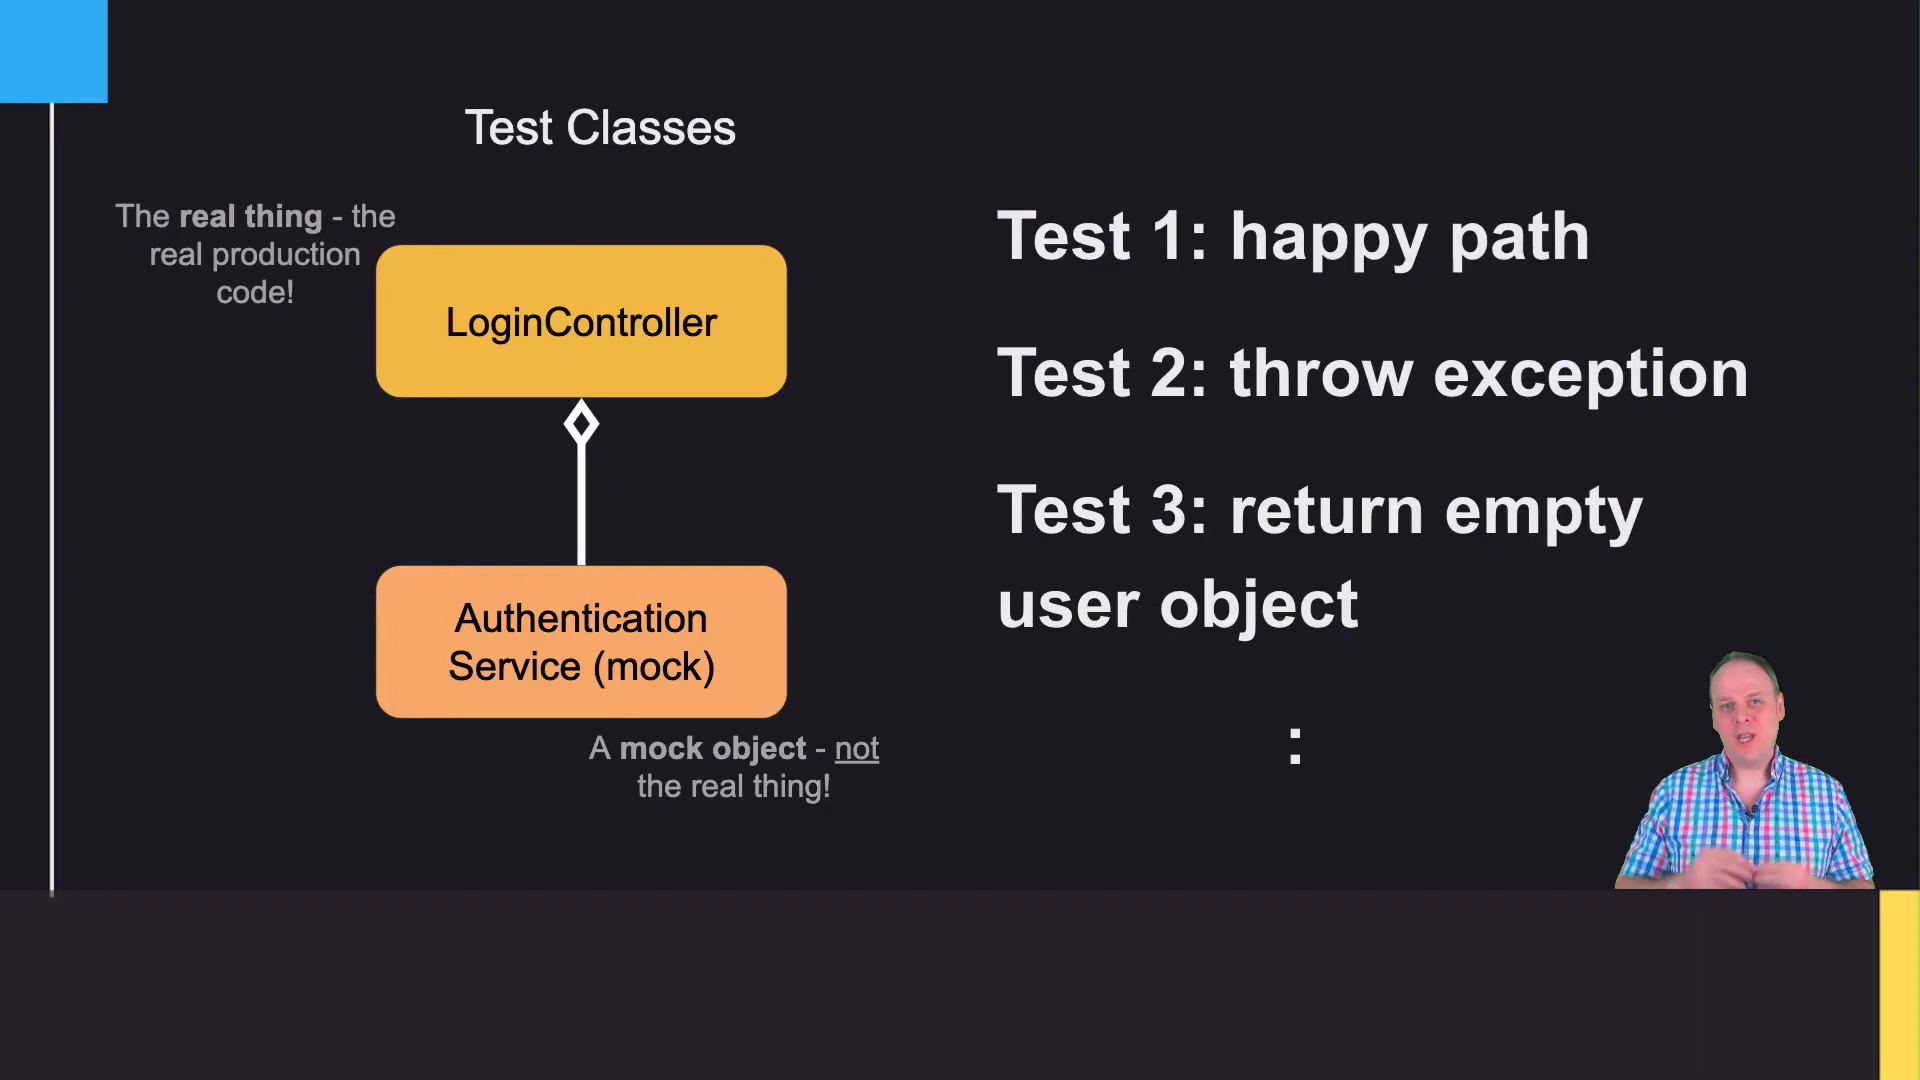 Test Classes
The real thing - the
real production
code!
LoginController
Authentication
Service (mock)
A mock object - not
the real thing!
Test 1: happy path
Test 2: throw exception
Test 3: return empty
user object
: